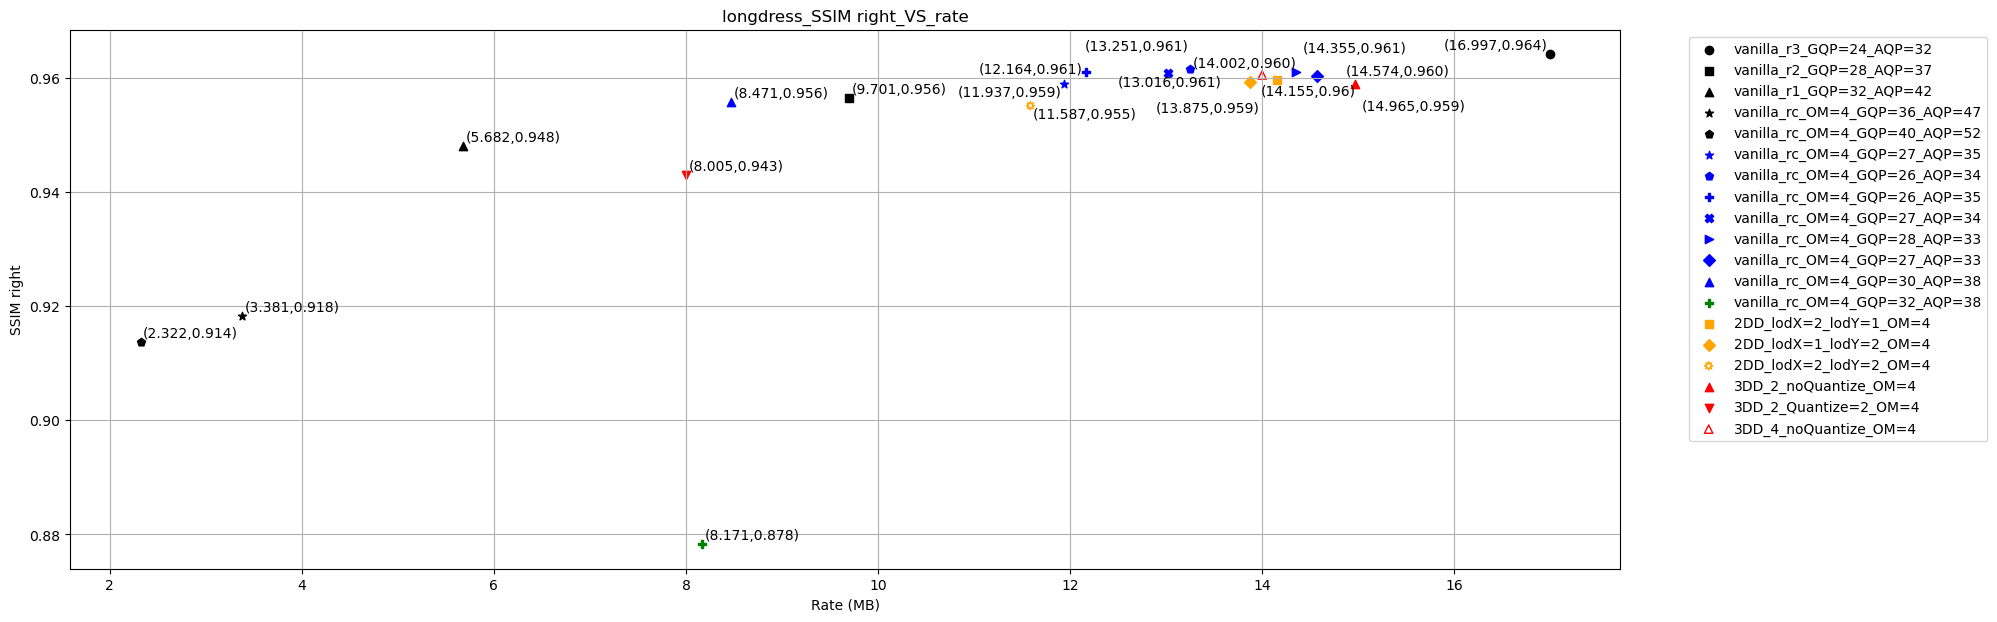 longdress_SSIM right_VS_rate
SSIM right
0.96
0.94
0.92
0.90
0.88
(2.322,0.914)
(3.381,0.918)
(5.682,0.948)
(8.005,0.943)
(8.171,0.878)
(8.471,0.956)
(9.701,0.956)
(11.587,0.955)
(11.937,0.959)
(12.164,0.961)
(13.016,0.961)
(13.251,0.961)
(13.875,0.959)
(14.002,0.960)
(14.155,0.96)
(14.355,0.961)
(14.574,0.960)
(14.965,0.959)
(16.997,0.964)
2 4 6 8 10 12 14 16
Rate (MB)
vanilla_r3_GQP=24_AQP=32
vanilla_r2_GQP=28_AQP=37
vanilla_r1_GQP=32_AQP=42
vanilla_rc_OM=4_GQP=36_AQP=47
vanilla_rc_OM=4_GQP=40_AQP=52
vanilla_rc_OM=4_GQP=27_AQP=35
vanilla_rc_OM=4_GQP=26_AQP=34
vanilla_rc_OM=4_GQP=26_AQP=35
vanilla_rc_OM=4_GQP=27_AQP=34
vanilla_rc_OM=4_GQP=28_AQP=33
vanilla_rc_OM=4_GQP=27_AQP=33
vanilla_rc_OM=4_GQP=30_AQP=38
vanilla_rc_OM=4_GQP=32_AQP=38
2DD_lodX=2_lodY=1_OM=4
2DD_lodX=1_lodY=2_OM=4
2DD_lodX=2_lodY=2_OM=4
3DD_2_noQuantize_OM=4
3DD_2_Quantize=2_OM=4
3DD_4_noQuantize_OM=4